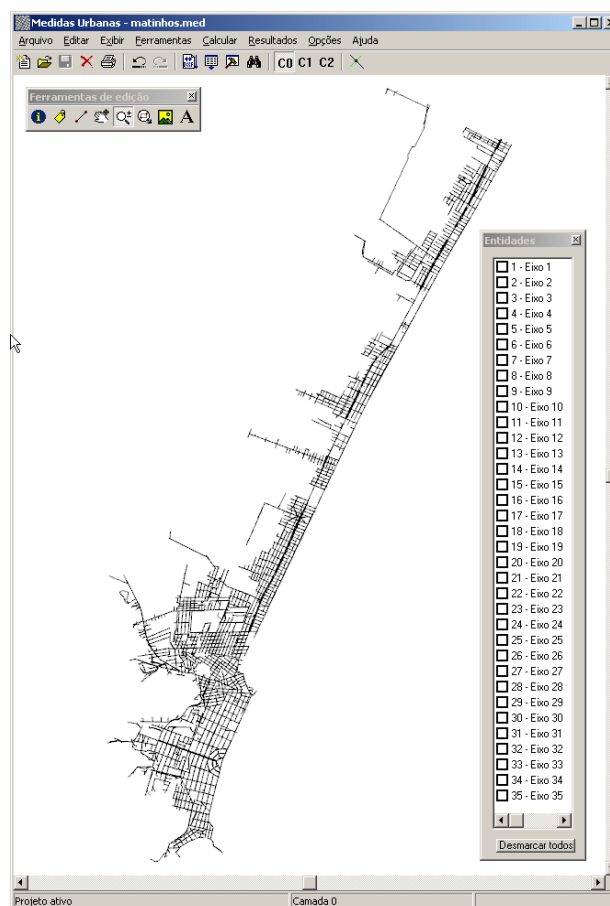 Medidas Urbanas - matinhos.med
Arquivo Editar Exibir Ferramentas Calcular Resultados Opções Ajuda
C0 C1 C2
Ferramentas de edição
A
Entidades
1 - Eixo 1
2 - Eixo 2
3 - Eixo 3
4 - Eixo 4
5 - Eixo 5
6 - Eixo 6
7 - Eixo 7
8 - Eixo 8
9 - Eixo 9
10 - Eixo 10
11 - Eixo 11
12 - Eixo 12
13 - Eixo 13
14 - Eixo 14
15 - Eixo 15
16 - Eixo 16
17 - Eixo 17
18 - Eixo 18
19 - Eixo 19
20 - Eixo 20
21 - Eixo 21
22 - Eixo 22
23 - Eixo 23
24 - Eixo 24
25 - Eixo 25
26 - Eixo 26
27 - Eixo 27
28 - Eixo 28
29 - Eixo 29
30 - Eixo 30
31 - Eixo 31
32 - Eixo 32
33 - Eixo 33
34 - Eixo 34
35 - Eixo 35
Desmarcar todos
Projeto ativo
Camada 0